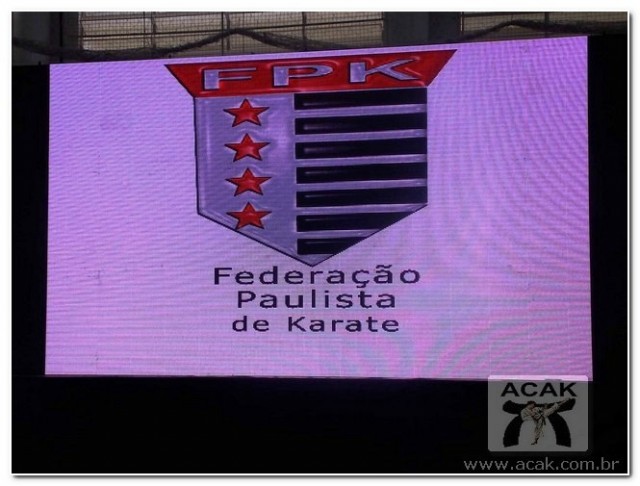 FPK
Federação
Paulista
de Karate
ACAK
www.acak.com.br